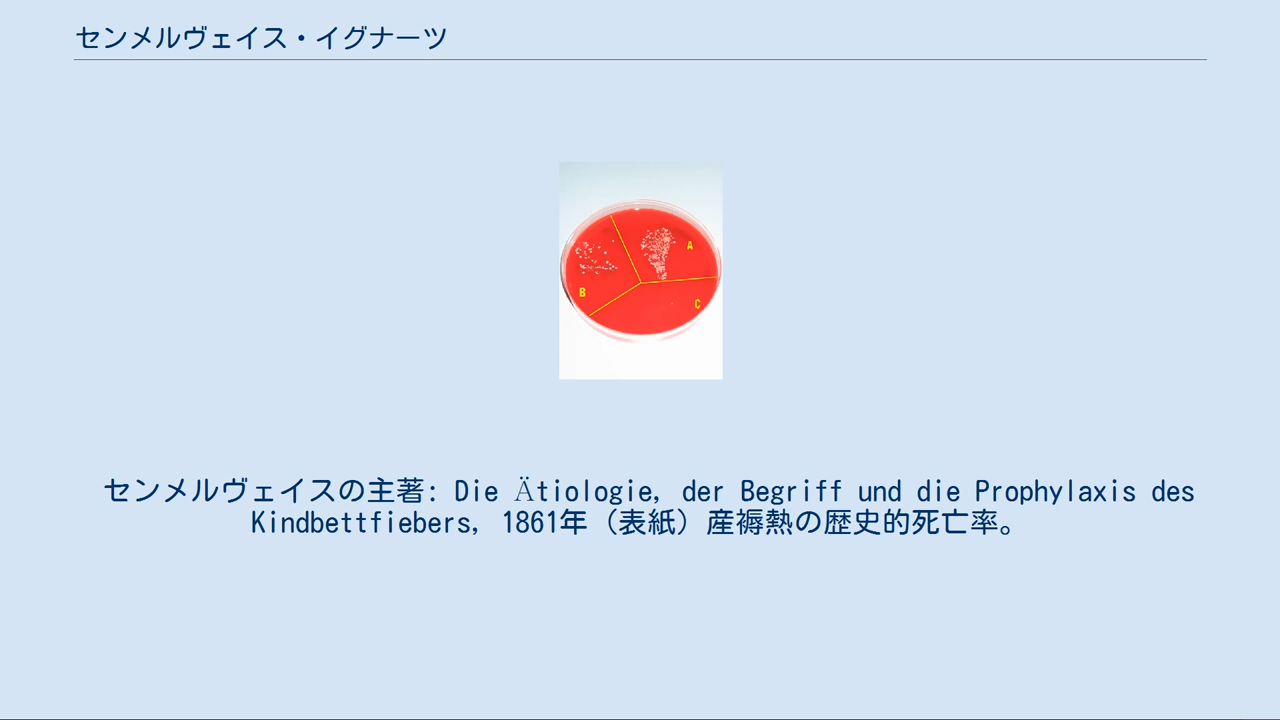 センメルヴェイス・イグナーツ
A
B
C
センメルヴェイスの主著: Die Ätiologie, der Begriff und die Prophylaxis des
Kindbettfiebers, 1861年（表紙）産褥熱の歴史的死亡率。